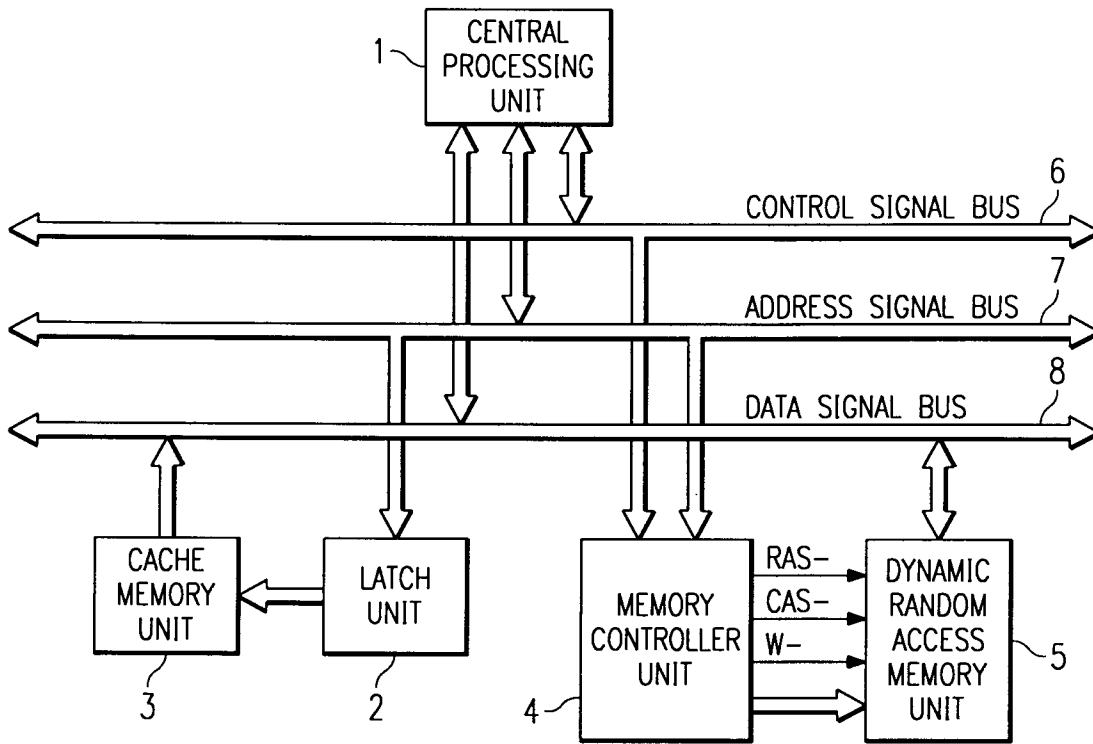 1
CENTRAL
PROCESSING
UNIT
CONTROL SIGNAL BUS
6
ADDRESS SIGNAL BUS
7
DATA SIGNAL BUS
8
CACHE
MEMORY
UNIT
3
LATCH
UNIT
2
MEMORY
CONTROLLER
UNIT
4
RAS-
CAS-
W-
DYNAMIC
RANDOM
ACCESS
MEMORY
UNIT
5